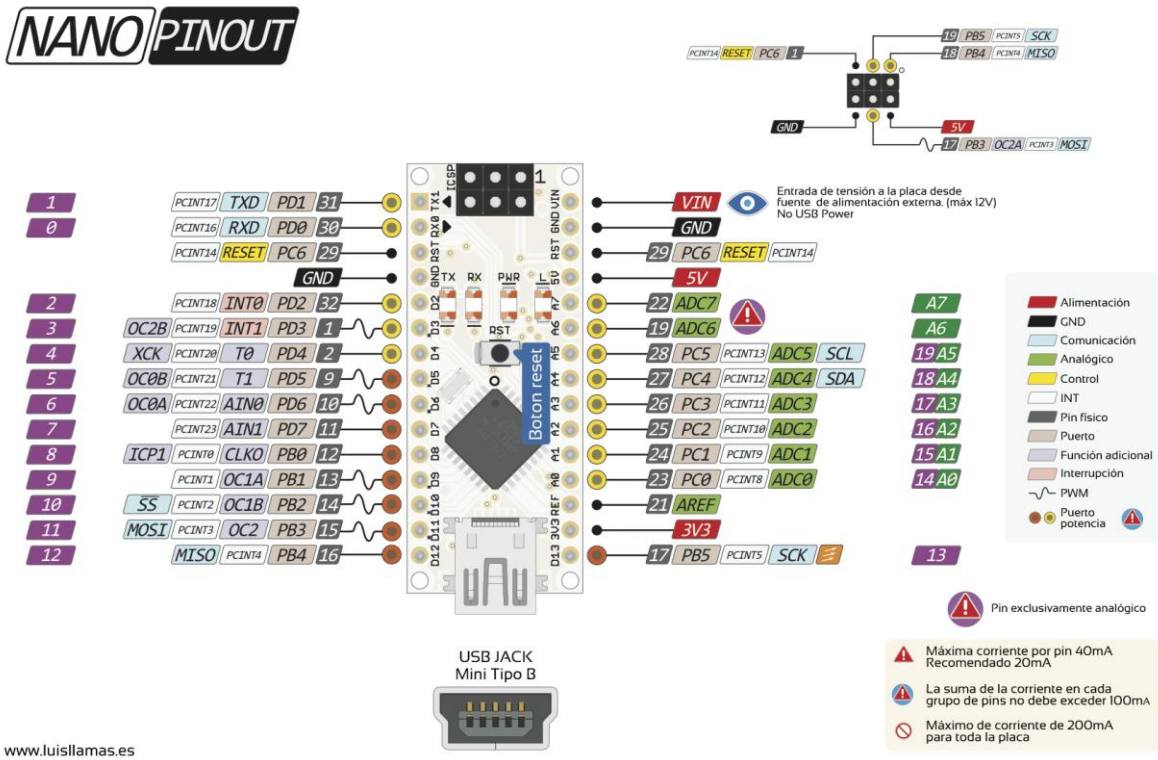 NANO PINOUT
PCINT14 RESET PC6 1
19 PB5 PCINT5 SCK
18 PB4 PCINT4 MISO
GND
5V
17 PB3 OC2A PCINT3 MOSI
1 PCINT17 TXD PD1 31
0 PCINT16 RXD PD0 30
PCINT14 RESET PC6 29
GND
2 PCINT18 INT0 PD2 32
3 OC2B PCINT19 INT1 PD3 1
4 XCK PCINT20 T0 PD4 2
5 OC0B PCINT21 T1 PD5 9
6 OC0A PCINT22 AIN0 PD6 10
7 PCINT23 AIN1 PD7 11
8 ICP1 PCINT0 CLKO PB0 12
9 PCINT1 OC1A PB1 13
10 SS PCINT2 OC1B PB2 14
11 MOSI PCINT3 OC2 PB3 15
12 MISO PCINT4 PB4 16
ICSP
1
TX1
RX0
RST
GND
D2
D3
D4
D5
D6
D7
D8
D9
D10
D11
D12
TX RX PWR L
RST
Boton reset
VIN
GND
RST
5V
A7
A6
A5
A4
A3
A2
A1
A0
REF
3V3
D13
VIN
Entrada de tensión a la placa desde
fuente de alimentación externa. (máx 12V)
No USB Power
GND
29 PC6 RESET PCINT14
5V
22 ADC7 A7
19 ADC6 A6
28 PC5 PCINT13 ADC5 SCL 19 A5
27 PC4 PCINT12 ADC4 SDA 18 A4
26 PC3 PCINT11 ADC3 17 A3
25 PC2 PCINT10 ADC2 16 A2
24 PC1 PCINT9 ADC1 15 A1
23 PC0 PCINT8 ADC0 14 A0
21 AREF
3V3
17 PB5 PCINT5 SCK 13
Alimentación
GND
Comunicación
Analógico
Control
INT
Pin físico
Puerto
Función adicional
Interrupción
PWM
Puerto
potencia
Pin exclusivamente analógico
Máxima corriente por pin 40mA
Recomendado 20mA
La suma de la corriente en cada
grupo de pins no debe exceder 100mA
Máximo de corriente de 200mA
para toda la placa
USB JACK
Mini Tipo B
www.luisllamas.es